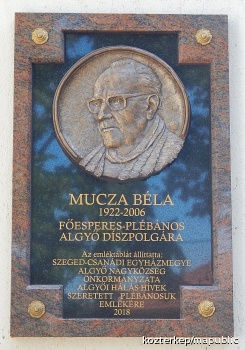 MUCZA BÉLA
1922-2006
FŐESPERES-PLÉBÁNOS
ALGYŐ DÍSZPOLGÁRA
Az emléktáblát állíttatta:
SZEGED-CSANÁDI EGYHÁZMEGYE
ALGYŐ NAGYKÖZSÉG
ÖNKORMÁNYZATA
ALGYŐI HÁLÁS HÍVEK
SZERETETT PLÉBÁNOSUK
EMLÉKÉRE
2018
kozterkep/mapublic